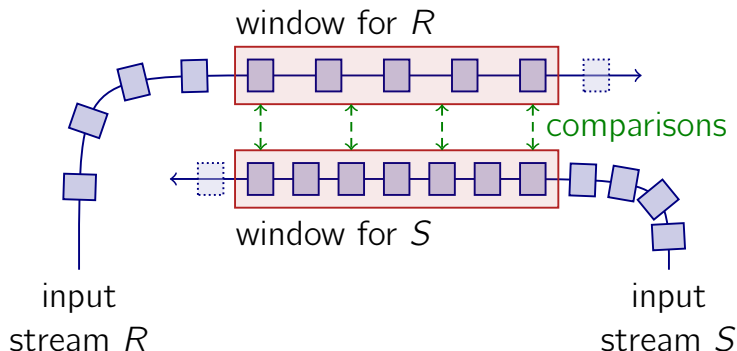 window for R
comparisons
window for S
input
stream R
input
stream S